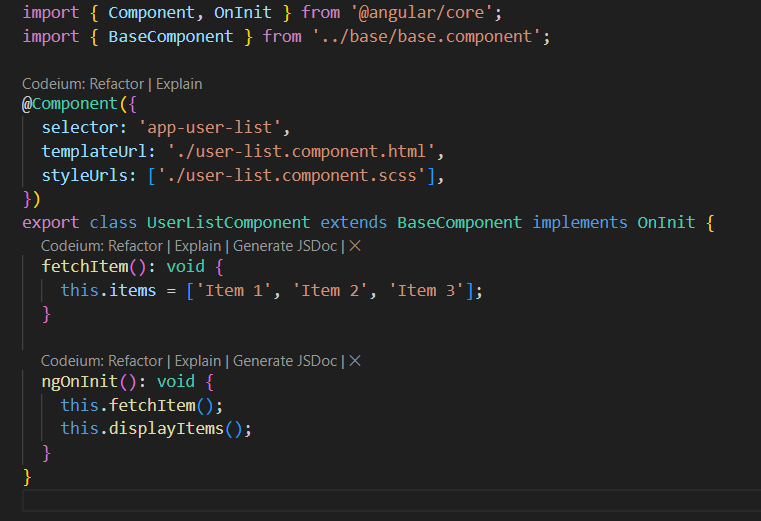 import { Component, OnInit } from '@angular/core';
import { BaseComponent } from '../base/base.component';
Codeium: Refactor | Explain
@Component({
selector: 'app-user-list',
templateUrl: './user-list.component.html',
styleUrls: ['./user-list.component.scss'],
})
export class UserListComponent extends BaseComponent implements OnInit {
Codeium: Refactor | Explain | Generate JSDoc | ✕
fetchItem(): void {
this.items = ['Item 1', 'Item 2', 'Item 3'];
}
Codeium: Refactor | Explain | Generate JSDoc | ✕
ngOnInit(): void {
this.fetchItem();
this.displayItems();
}
}